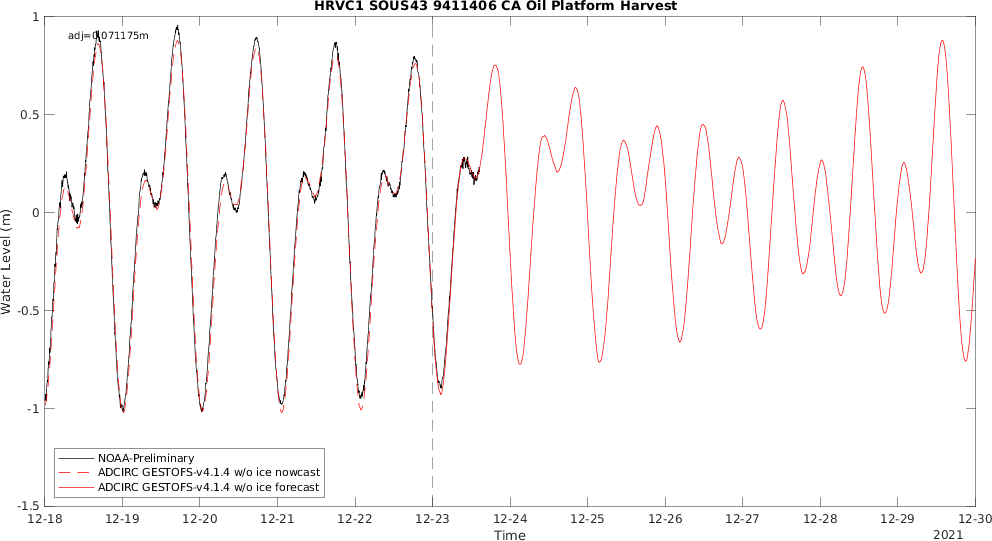 HRVC1 SOUS43 9411406 CA Oil Platform Harvest
adj=0.071175m
1
0.5
0
-0.5
-1
-1.5
Water Level (m)
NOAA-Preliminary
ADCIRC GESTOFS-v4.1.4 w/o ice nowcast
ADCIRC GESTOFS-v4.1.4 w/o ice forecast
12-18 12-19 12-20 12-21 12-22 12-23 12-24 12-25 12-26 12-27 12-28 12-29 12-30
Time
2021